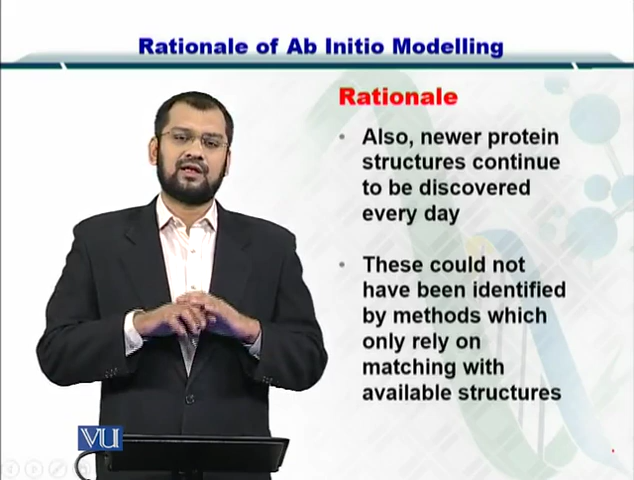 Rationale of Ab Initio Modelling
Rationale
• Also, newer protein
structures continue
to be discovered
every day
• These could not
have been identified
by methods which
only rely on
matching with
available structures
VU